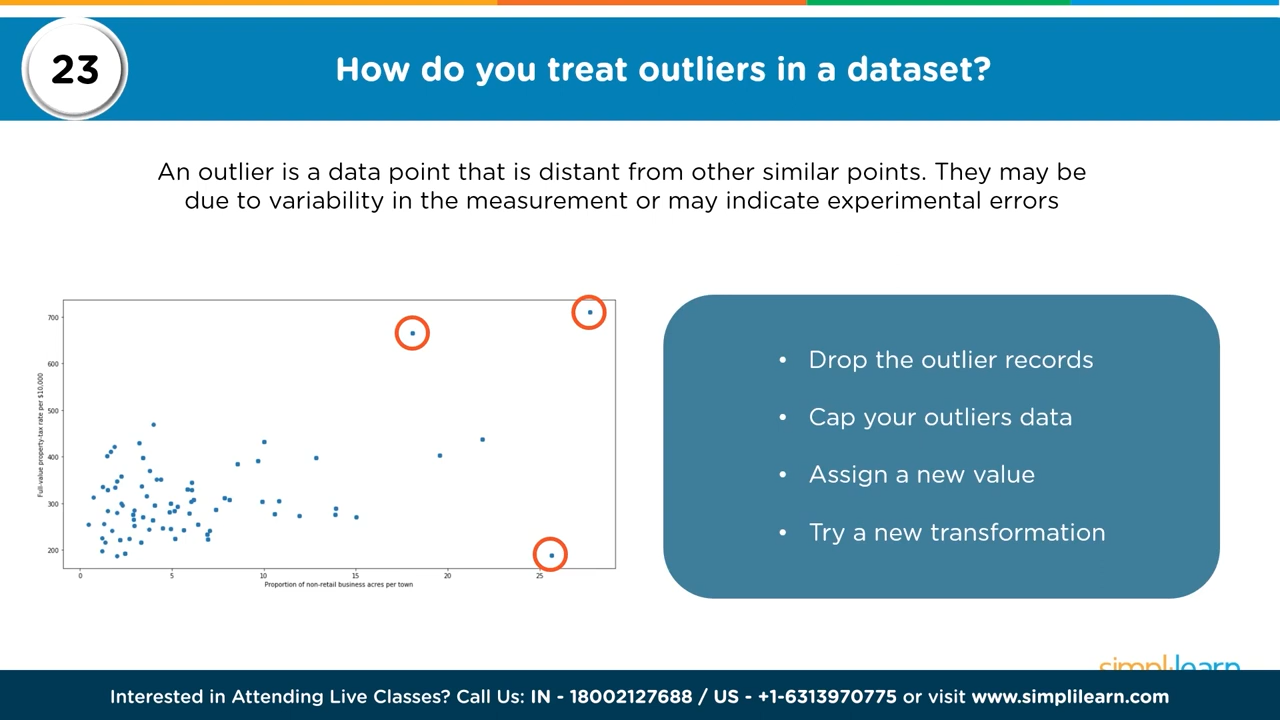 23
How do you treat outliers in a dataset?
An outlier is a data point that is distant from other similar points. They may be
due to variability in the measurement or may indicate experimental errors
Full-value property-tax rate per $10,000
700
600
500
400
300
200
0 5 10 15 20 25
Proportion of non-retail business acres per town
• Drop the outlier records
• Cap your outliers data
• Assign a new value
• Try a new transformation
simplilearn
Interested in Attending Live Classes? Call Us: IN - 18002127688 / US - +1-6313970775 or visit www.simplilearn.com